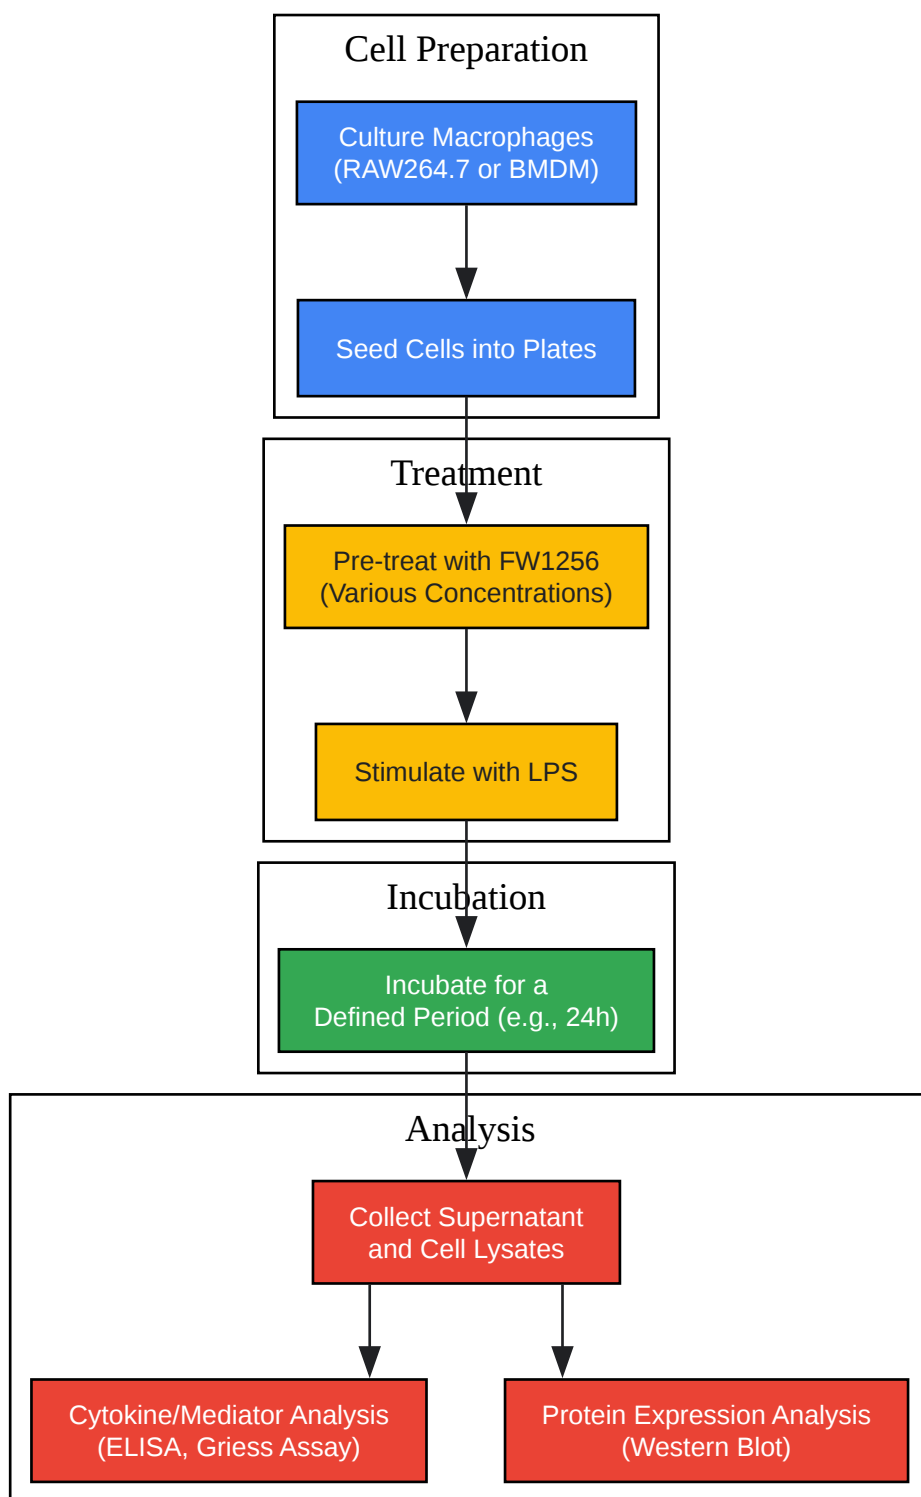 Cell Preparation
Culture Macrophages
(RAW264.7 or BMDM)
Seed Cells into Plates
Treatment
Pre-treat with FW1256
(Various Concentrations)
Stimulate with LPS
Incubation
Incubate for a
Defined Period (e.g., 24h)
Analysis
Collect Supernatant
and Cell Lysates
Cytokine/Mediator Analysis
(ELISA, Griess Assay)
Protein Expression Analysis
(Western Blot)